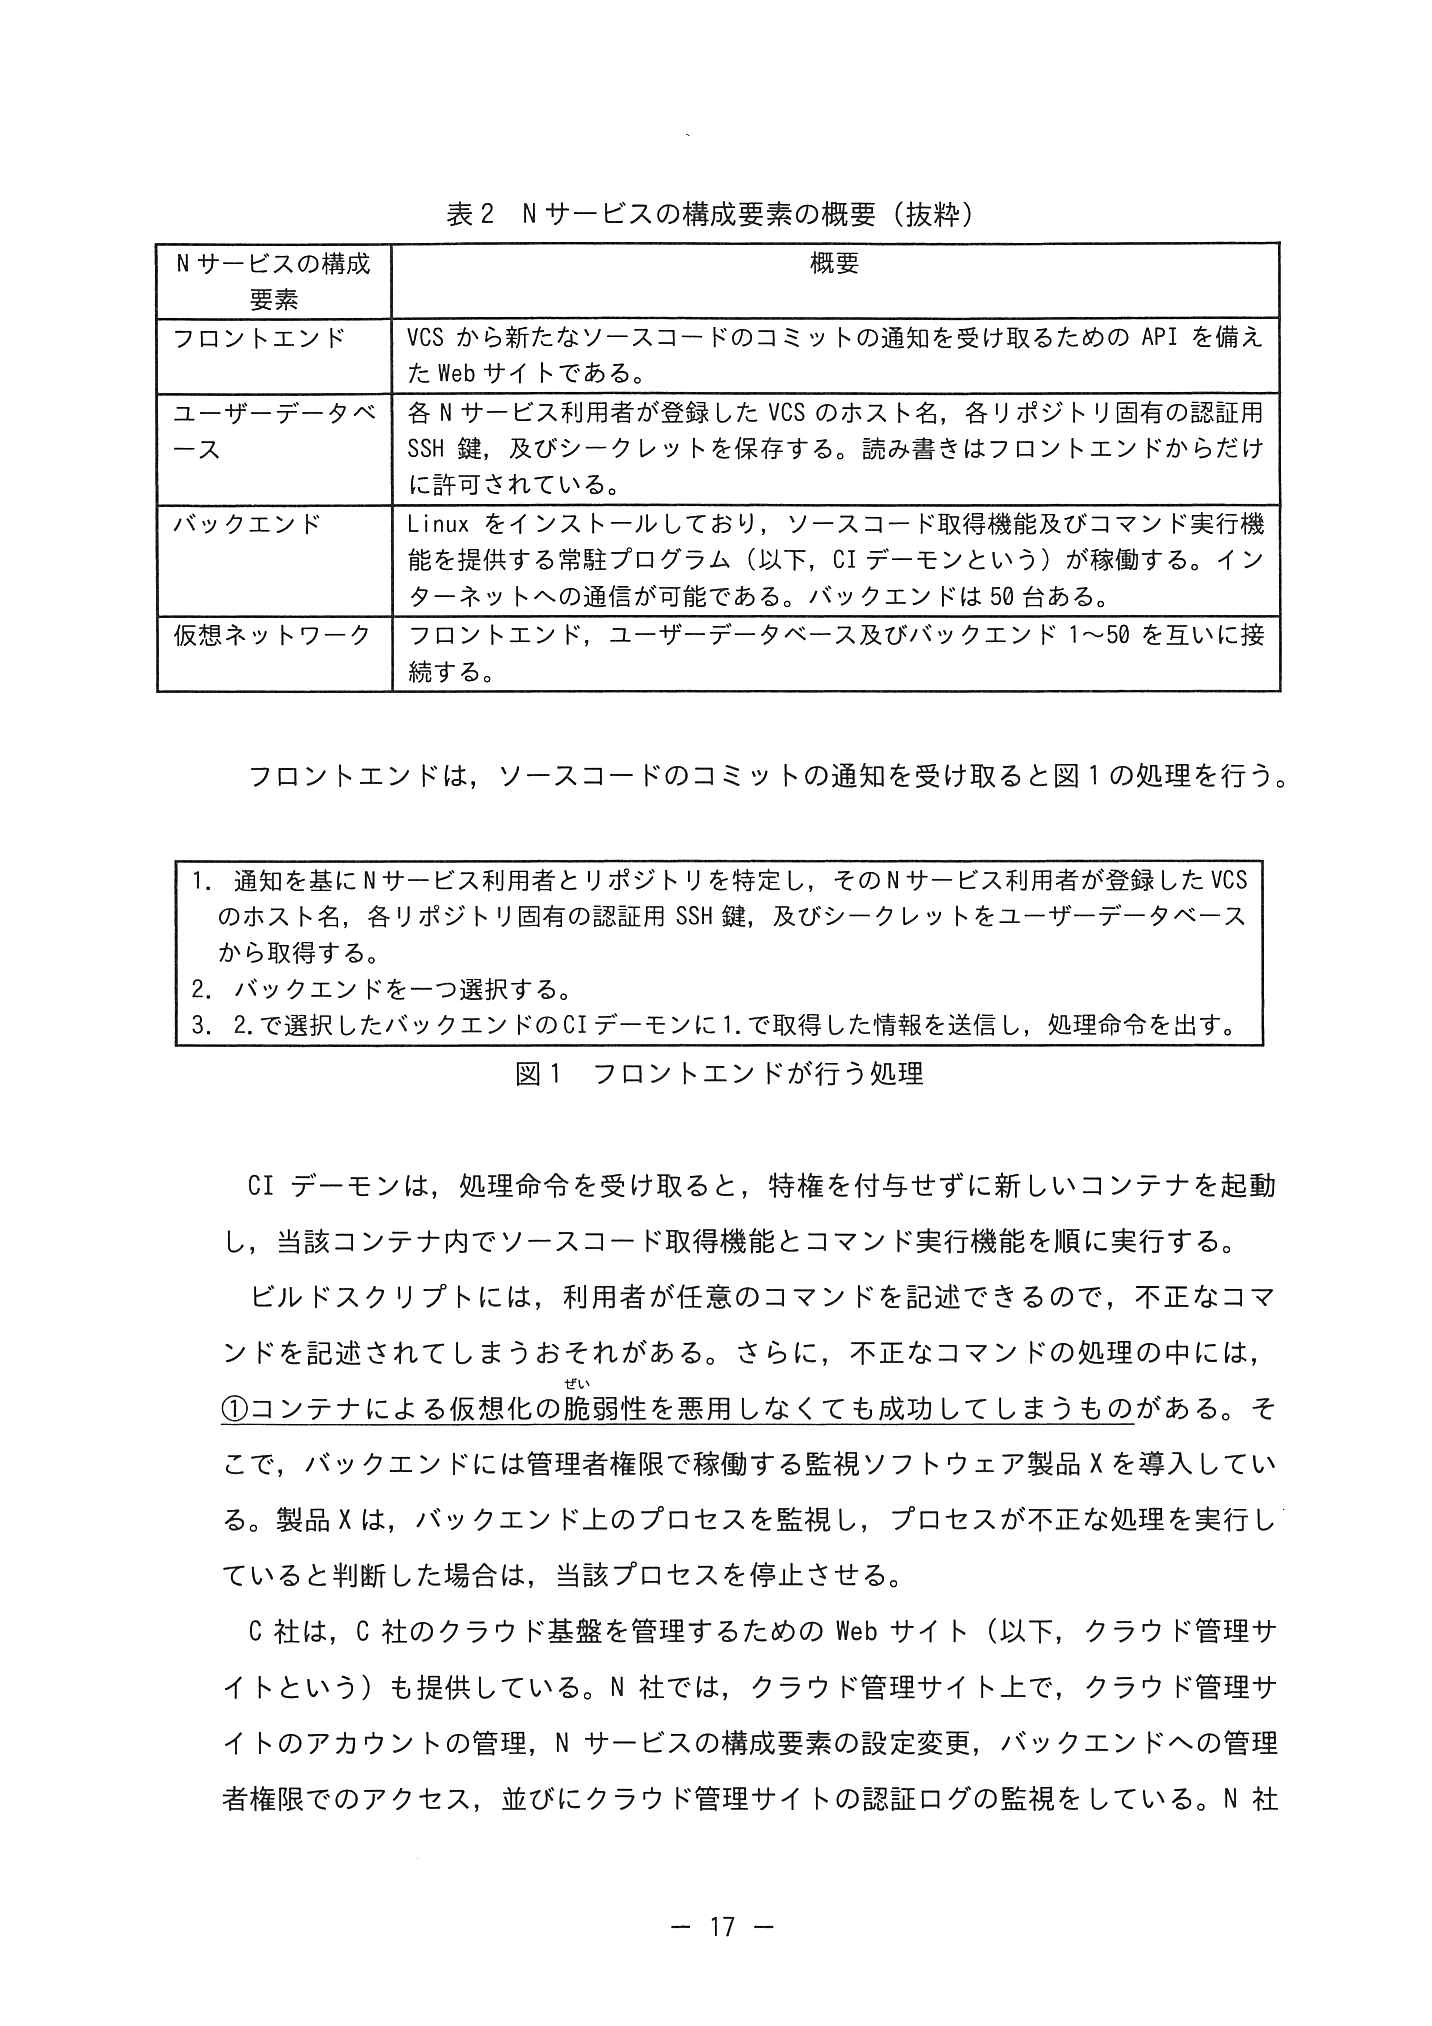 表2 Nサービスの構成要素の概要（抜粋）
Nサービスの構成
要素
概要
フロントエンド
VCS から新たなソースコードのコミットの通知を受け取るための API を備え
た Web サイトである。
ユーザーデータベ
ース
各 N サービス利用者が登録した VCS のホスト名，各リポジトリ固有の認証用
SSH 鍵，及びシークレットを保存する。読み書きはフロントエンドからだけ
に許可されている。
バックエンド
Linux をインストールしており，ソースコード取得機能及びコマンド実行機
能を提供する常駐プログラム（以下，CI デーモンという）が稼働する。イン
ターネットへの通信が可能である。バックエンドは 50 台ある。
仮想ネットワーク
フロントエンド，ユーザーデータベース及びバックエンド 1～50 を互いに接
続する。
フロントエンドは，ソースコードのコミットの通知を受け取ると図1の処理を行う。
1. 通知を基にNサービス利用者とリポジトリを特定し，そのNサービス利用者が登録した VCS
のホスト名，各リポジトリ固有の認証用 SSH 鍵，及びシークレットをユーザーデータベース
から取得する。
2. バックエンドを一つ選択する。
3. 2.で選択したバックエンドのCIデーモンに1.で取得した情報を送信し，処理命令を出す。
図1 フロントエンドが行う処理
CI デーモンは，処理命令を受け取ると，特権を付与せずに新しいコンテナを起動
し，当該コンテナ内でソースコード取得機能とコマンド実行機能を順に実行する。
ビルドスクリプトには，利用者が任意のコマンドを記述できるので，不正なコマ
ンドを記述されてしまうおそれがある。さらに，不正なコマンドの処理の中には，
ぜい
①コンテナによる仮想化の脆弱性を悪用しなくても成功してしまうものがある。そ
こで，バックエンドには管理者権限で稼働する監視ソフトウェア製品 X を導入してい
る。製品 X は，バックエンド上のプロセスを監視し，プロセスが不正な処理を実行し
ていると判断した場合は，当該プロセスを停止させる。
C 社は，C 社のクラウド基盤を管理するための Web サイト（以下，クラウド管理サ
イトという）も提供している。N 社では，クラウド管理サイト上で，クラウド管理サ
イトのアカウントの管理，N サービスの構成要素の設定変更，バックエンドへの管理
者権限でのアクセス，並びにクラウド管理サイトの認証ログの監視をしている。N 社
－ 17 －